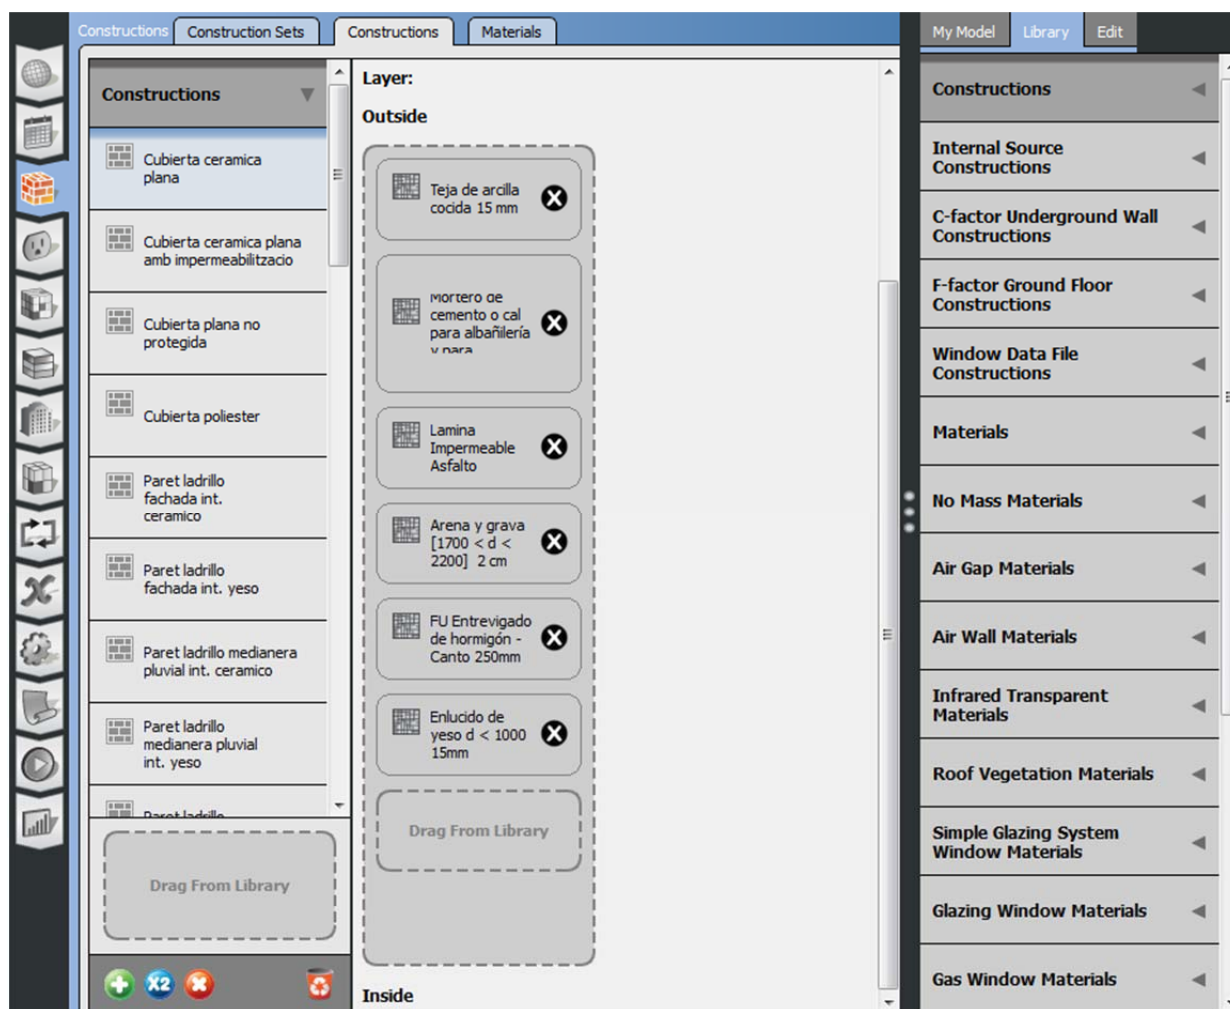 Constructions
Construction Sets
Constructions
Materials
My Model
Library
Edit
Constructions
Cubierta ceramica
plana
Cubierta ceramica plana
amb impermeabilitzacio
Cubierta plana no
protegida
Cubierta poliester
Paret ladrillo
fachada int.
ceramico
Paret ladrillo
fachada int. yeso
Paret ladrillo medianera
pluvial int. ceramico
Paret ladrillo
medianera pluvial
int. yeso
Paret ladrillo
Drag From Library
X2
Layer:
Outside
Teja de arcilla
cocida 15 mm
Mortero de
cemento o cal
para albañilería
y para
Lamina
Impermeable
Asfalto
Arena y grava
[1700 < d <
2200] 2 cm
FU Entrevigado
de hormigón -
Canto 250mm
Enlucido de
yeso d < 1000
15mm
Drag From Library
Inside
Constructions
Internal Source
Constructions
C-factor Underground Wall
Constructions
F-factor Ground Floor
Constructions
Window Data File
Constructions
Materials
No Mass Materials
Air Gap Materials
Air Wall Materials
Infrared Transparent
Materials
Roof Vegetation Materials
Simple Glazing System
Window Materials
Glazing Window Materials
Gas Window Materials